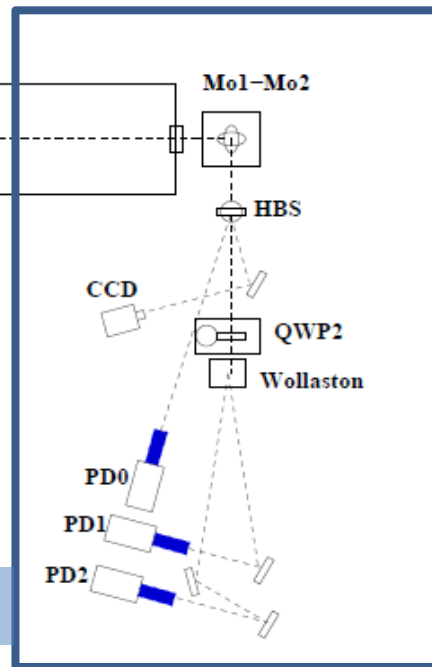 Mo1−Mo2
HBS
CCD
QWP2
Wollaston
PD0
PD1
PD2